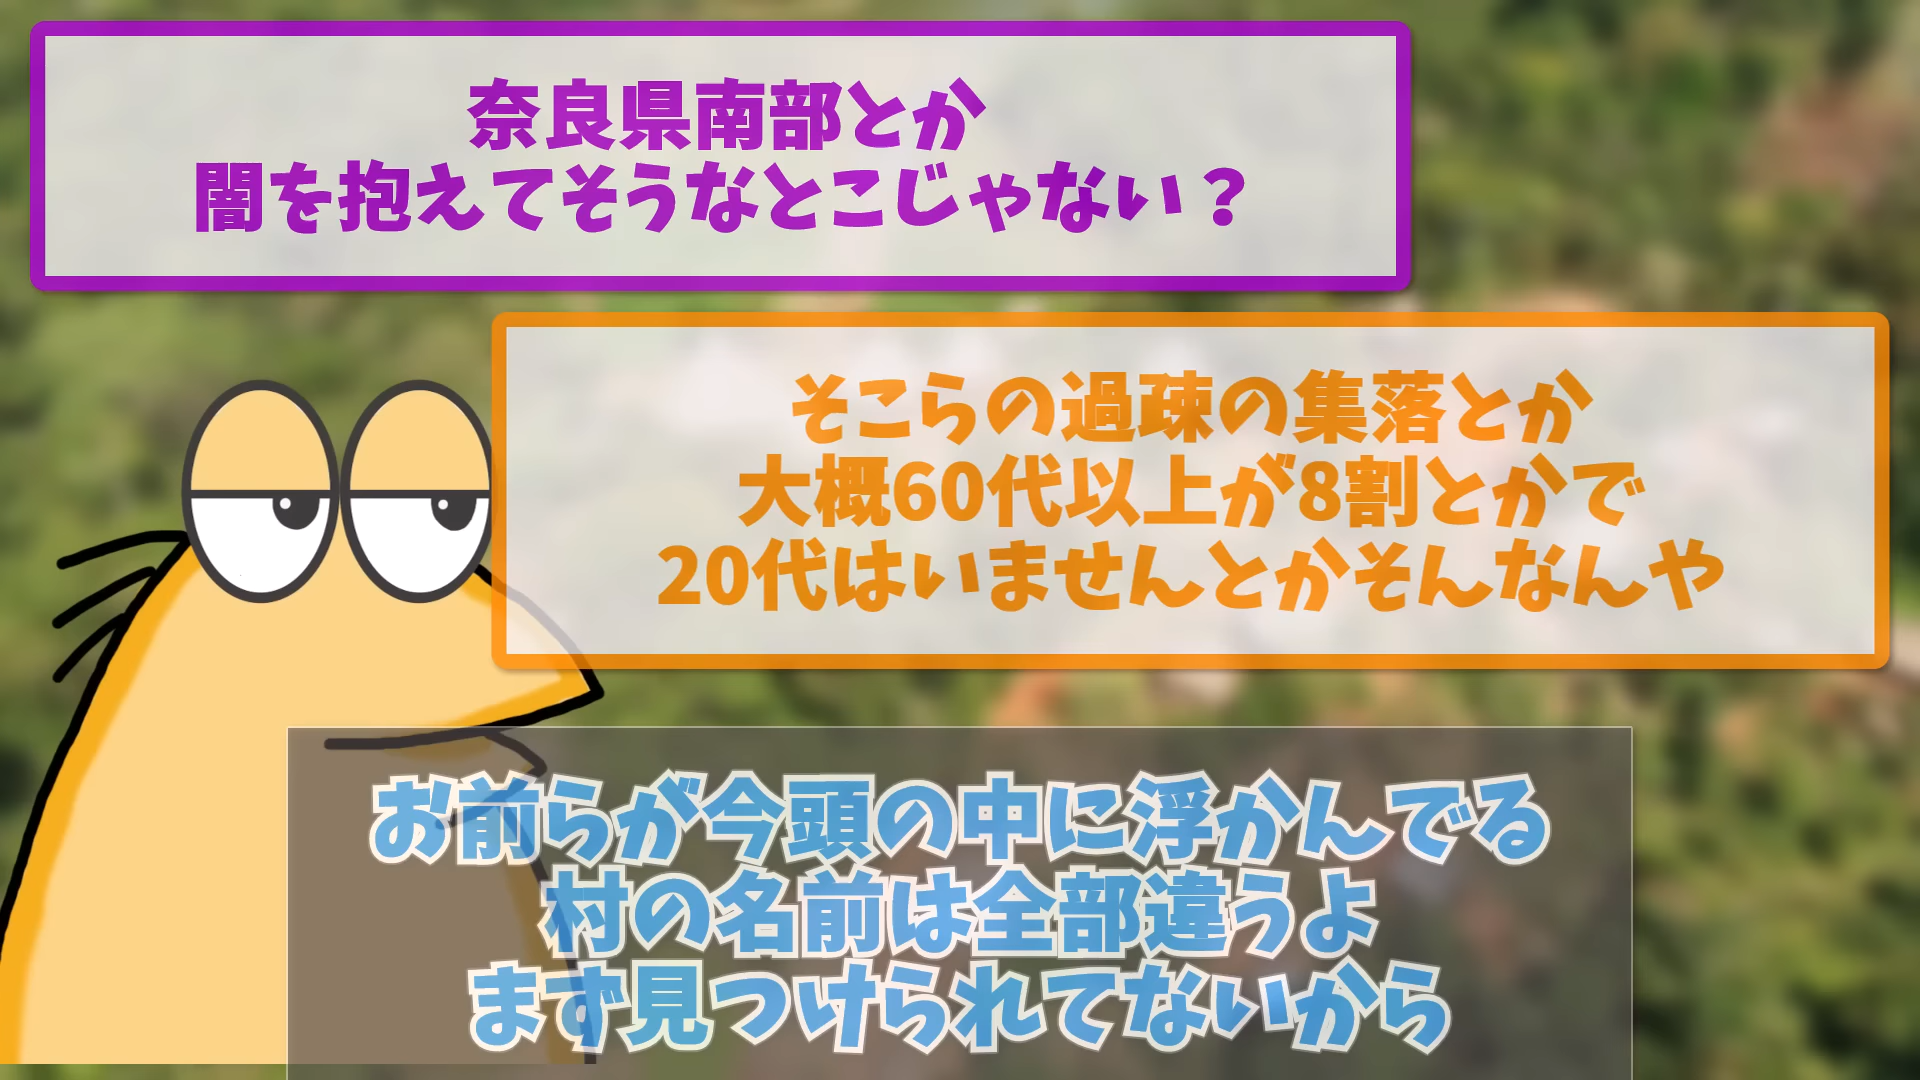 奈良県南部とか
闇を抱えてそうなとこじゃない？
そこらの過疎の集落とか
大概60代以上が8割とかで
20代はいませんとかそんなんや
お前らが今頭の中に浮かんでる
村の名前は全部違うよ
まず見つけられてないから